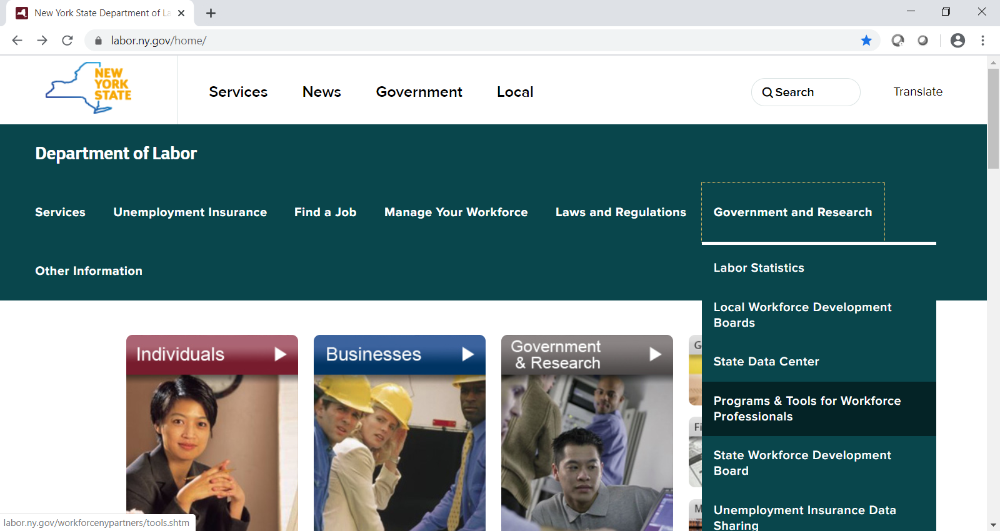 New York State Department of La
labor.ny.gov/home/
NEW
YORK
STATE
Services
News
Government
Local
Search
Translate
Department of Labor
Services
Unemployment Insurance
Find a Job
Manage Your Workforce
Laws and Regulations
Government and Research
Other Information
Labor Statistics
Local Workforce Development
Boards
State Data Center
Programs & Tools for Workforce
Professionals
State Workforce Development
Board
Unemployment Insurance Data
Sharing
Individuals
Businesses
Government
& Research
G
Fi
M
labor.ny.gov/workforcenypartners/tools.shtm